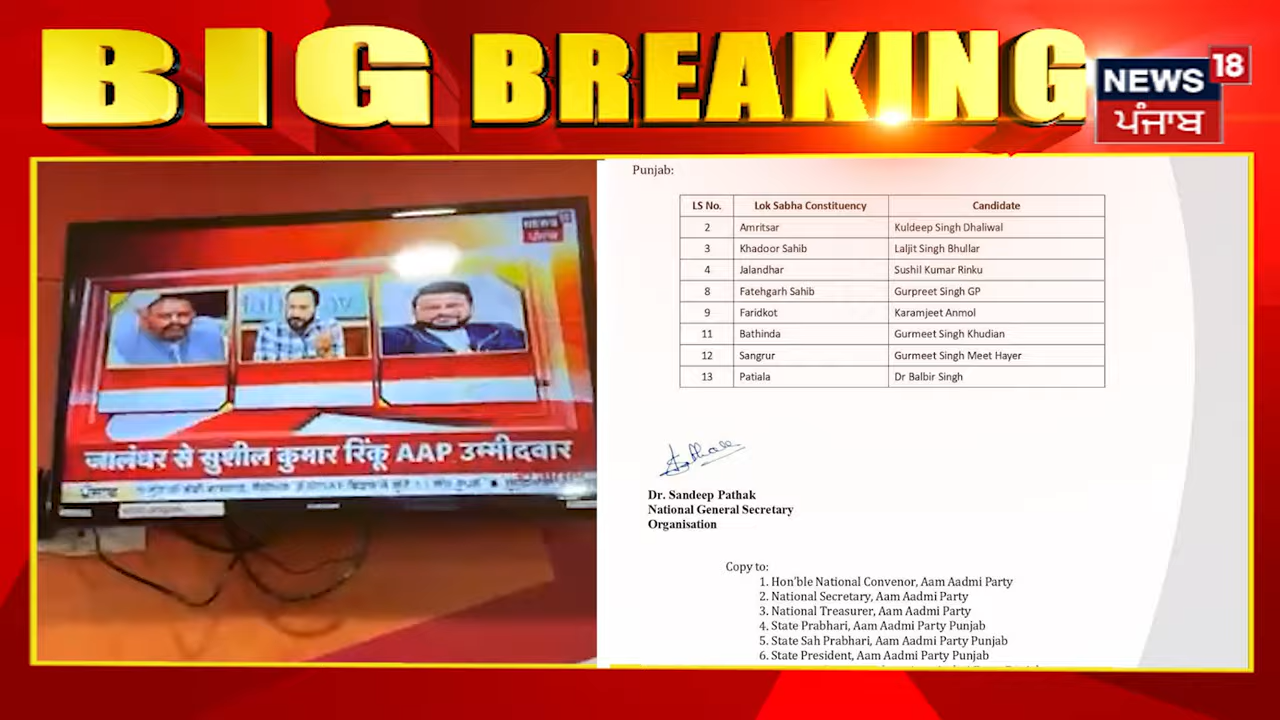 BIG BREAKING
NEWS 18
ਪੰਜਾਬ
NEWS 18
ਪੰਜਾਬ
जालंधर से सुशील कुमार रिंकू AAP उम्मीदवार
Punjab:
LS No. Lok Sabha Constituency Candidate
2 Amritsar Kuldeep Singh Dhaliwal
3 Khadoor Sahib Laljit Singh Bhullar
4 Jalandhar Sushil Kumar Rinku
8 Fatehgarh Sahib Gurpreet Singh GP
9 Faridkot Karamjeet Anmol
11 Bathinda Gurmeet Singh Khudian
12 Sangrur Gurmeet Singh Meet Hayer
13 Patiala Dr Balbir Singh
Dr. Sandeep Pathak
National General Secretary
Organisation
Copy to:
1. Hon'ble National Convenor, Aam Aadmi Party
2. National Secretary, Aam Aadmi Party
3. National Treasurer, Aam Aadmi Party
4. State Prabhari, Aam Aadmi Party Punjab
5. State Sah Prabhari, Aam Aadmi Party Punjab
6. State President, Aam Aadmi Party Punjab